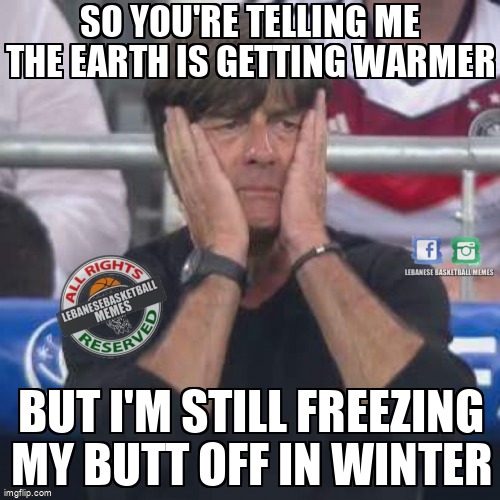 SO YOU'RE TELLING ME
THE EARTH IS GETTING WARMER
f
LEBANESE BASKETBALL MEMES
ALL RIGHTS
LEBANESEBASKETBALL
MEMES
RESERVED
BUT I'M STILL FREEZING
MY BUTT OFF IN WINTER
imgflip.com